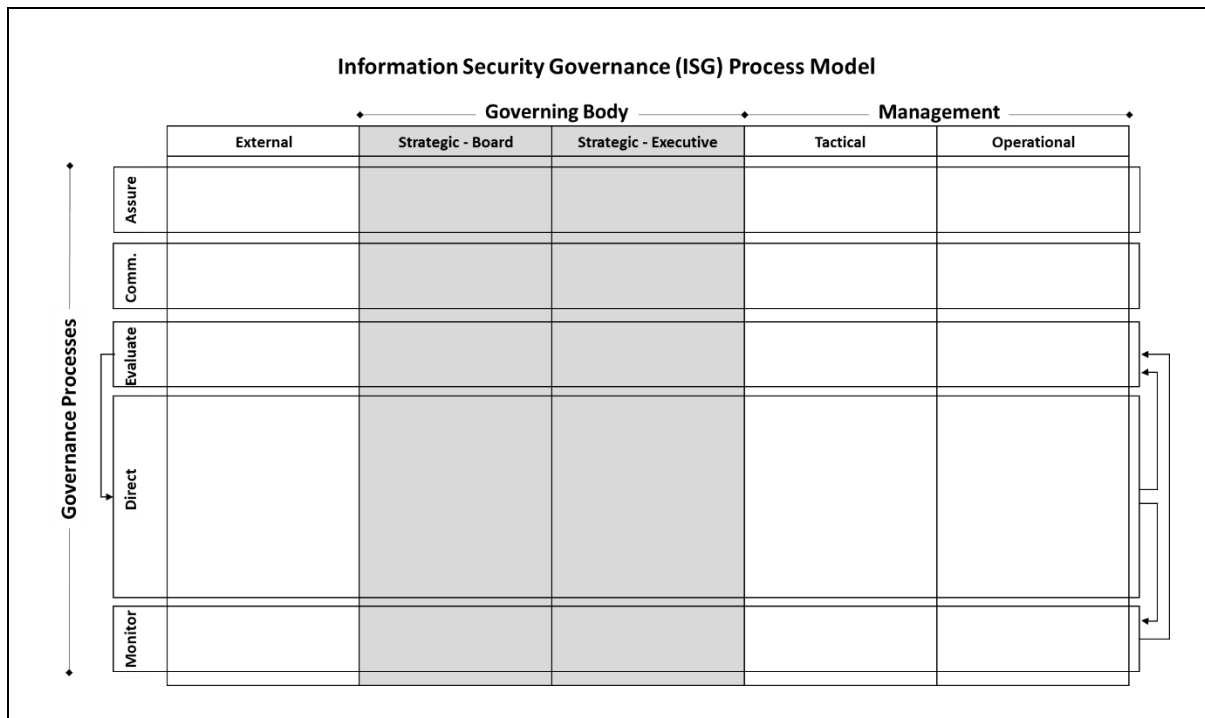 Information Security Governance (ISG) Process Model
Governing Body
Management
External
Strategic - Board
Strategic - Executive
Tactical
Operational
Governance Processes
Assure
Comm.
Evaluate
Direct
Monitor